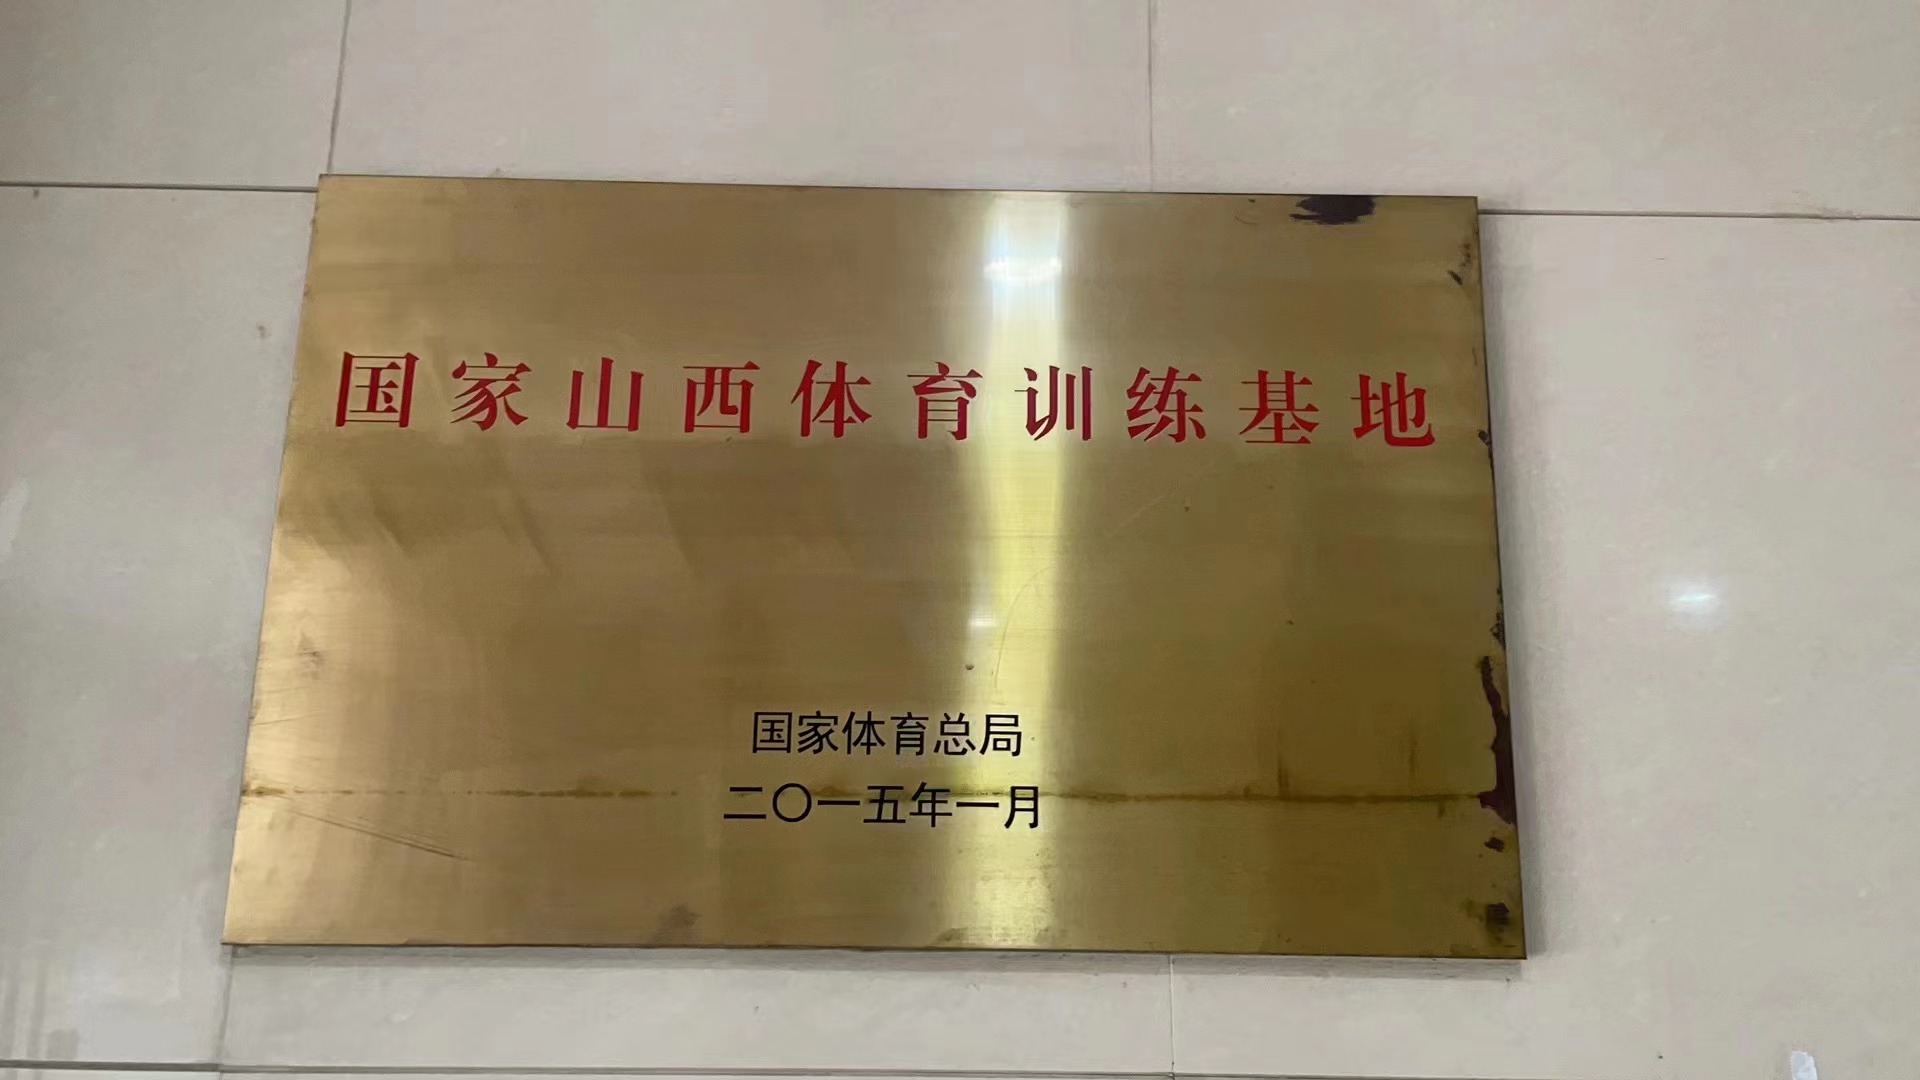 国家山西体育训练基地
国家体育总局
二〇一五年一月